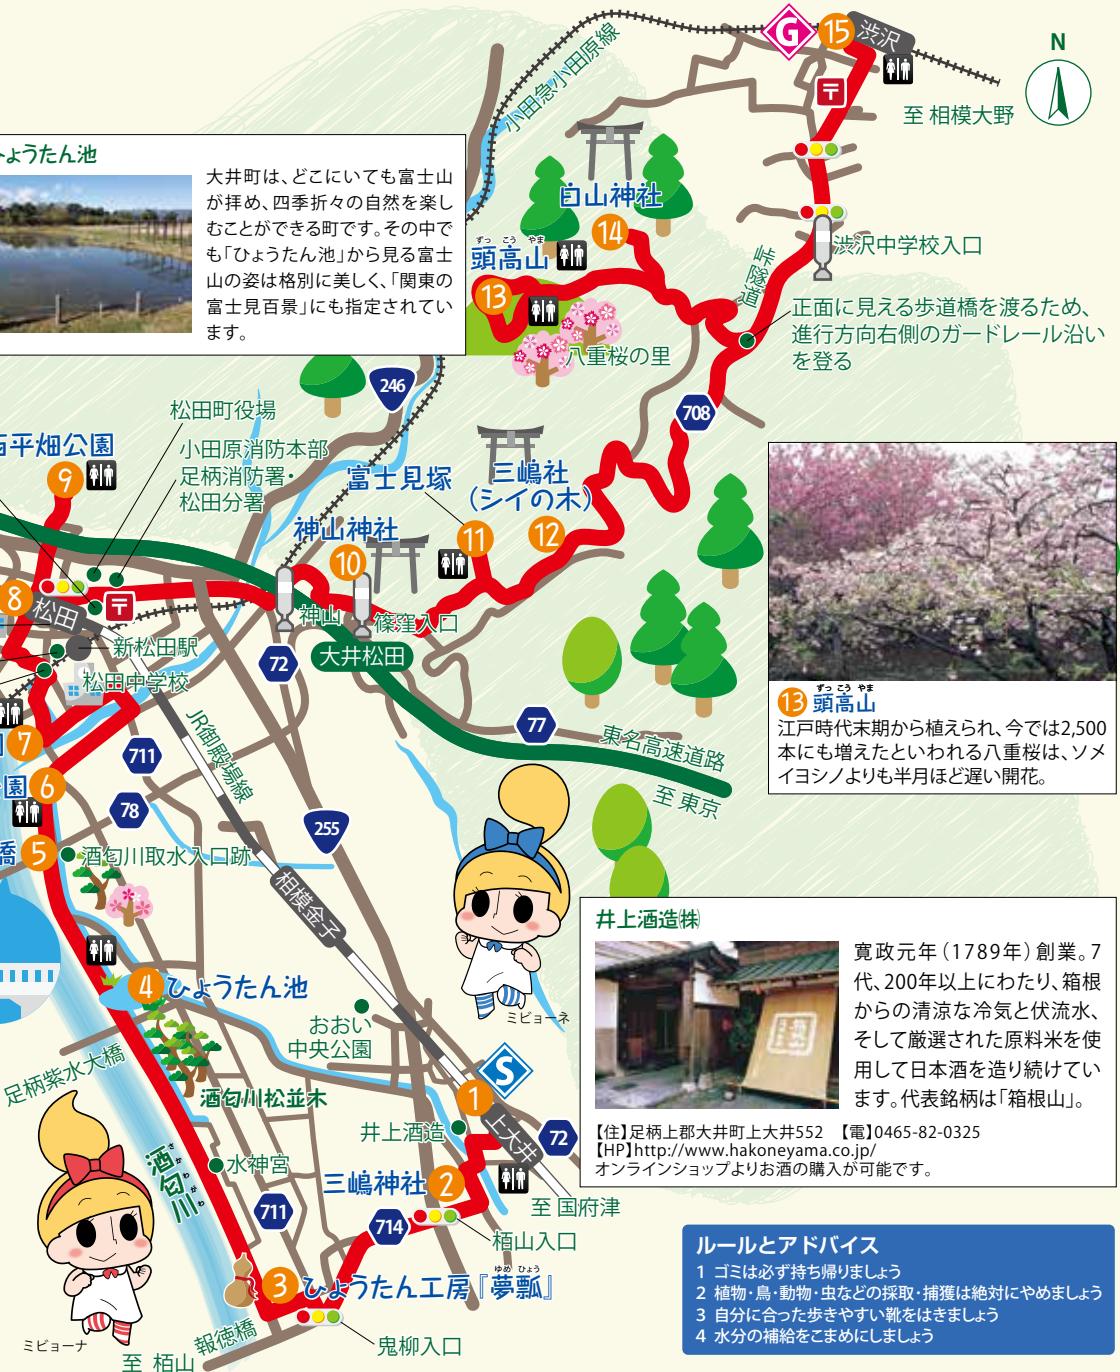 G
15
渋沢
N
小田急小田原線
至 相模大野
ひょうたん池
大井町は、どこにいても富士山
が拝め、四季折々の自然を楽し
むことができる町です。その中で
も「ひょうたん池」から見る富士
山の姿は格別に美しく、「関東の
富士見百景」にも指定されてい
ます。
白山神社
14
渋沢中学校入口
ずっ こう やま
頭高山
13
峠隧道
正面に見える歩道橋を渡るため、
進行方向右側のガードレール沿い
を登る
八重桜の里
246
708
松田町役場
西平畑公園
9
小田原消防本部
足柄消防署・
松田分署
富士見塚
三嶋社
(シイの木)
神山神社
11
12
10
8
松田
〒
神山
篠窪入口
新松田駅
72
大井松田
松田中学校
ずっ こう やま
13 頭高山
江戸時代末期から植えられ、今では2,500
本にも増えたといわれる八重桜は、ソメ
イヨシノよりも半月ほど遅い開花。
7
JR御殿場線
711
77
東名高速道路
至 東京
園 6
78
255
橋 5
酒匂川取水入口跡
相模金子
井上酒造㈱
寛政元年(1789年)創業。7
代、200年以上にわたり、箱根
からの清涼な冷気と伏流水、
そして厳選された原料米を使
用して日本酒を造り続けてい
ます。代表銘柄は「箱根山」。
【住】足柄上郡大井町上大井552 【電】0465-82-0325
【HP】http://www.hakoneyama.co.jp/
オンラインショップよりお酒の購入が可能です。
4 ひょうたん池
ミビョーネ
おおい
中央公園
足柄紫水大橋
S
酒匂川松並木
1
上大井
井上酒造
72
さかわがわ
酒匂川
水神宮
三嶋神社 2
至 国府津
711
714
栢山入口
ゆめ ひょう
3 ひょうたん工房『夢瓢』
ミビョーナ
報徳橋
鬼柳入口
至 栢山
ルールとアドバイス
1 ゴミは必ず持ち帰りましょう
2 植物・鳥・動物・虫などの採取・捕獲は絶対にやめましょう
3 自分に合った歩きやすい靴をはきましょう
4 水分の補給をこまめにしましょう